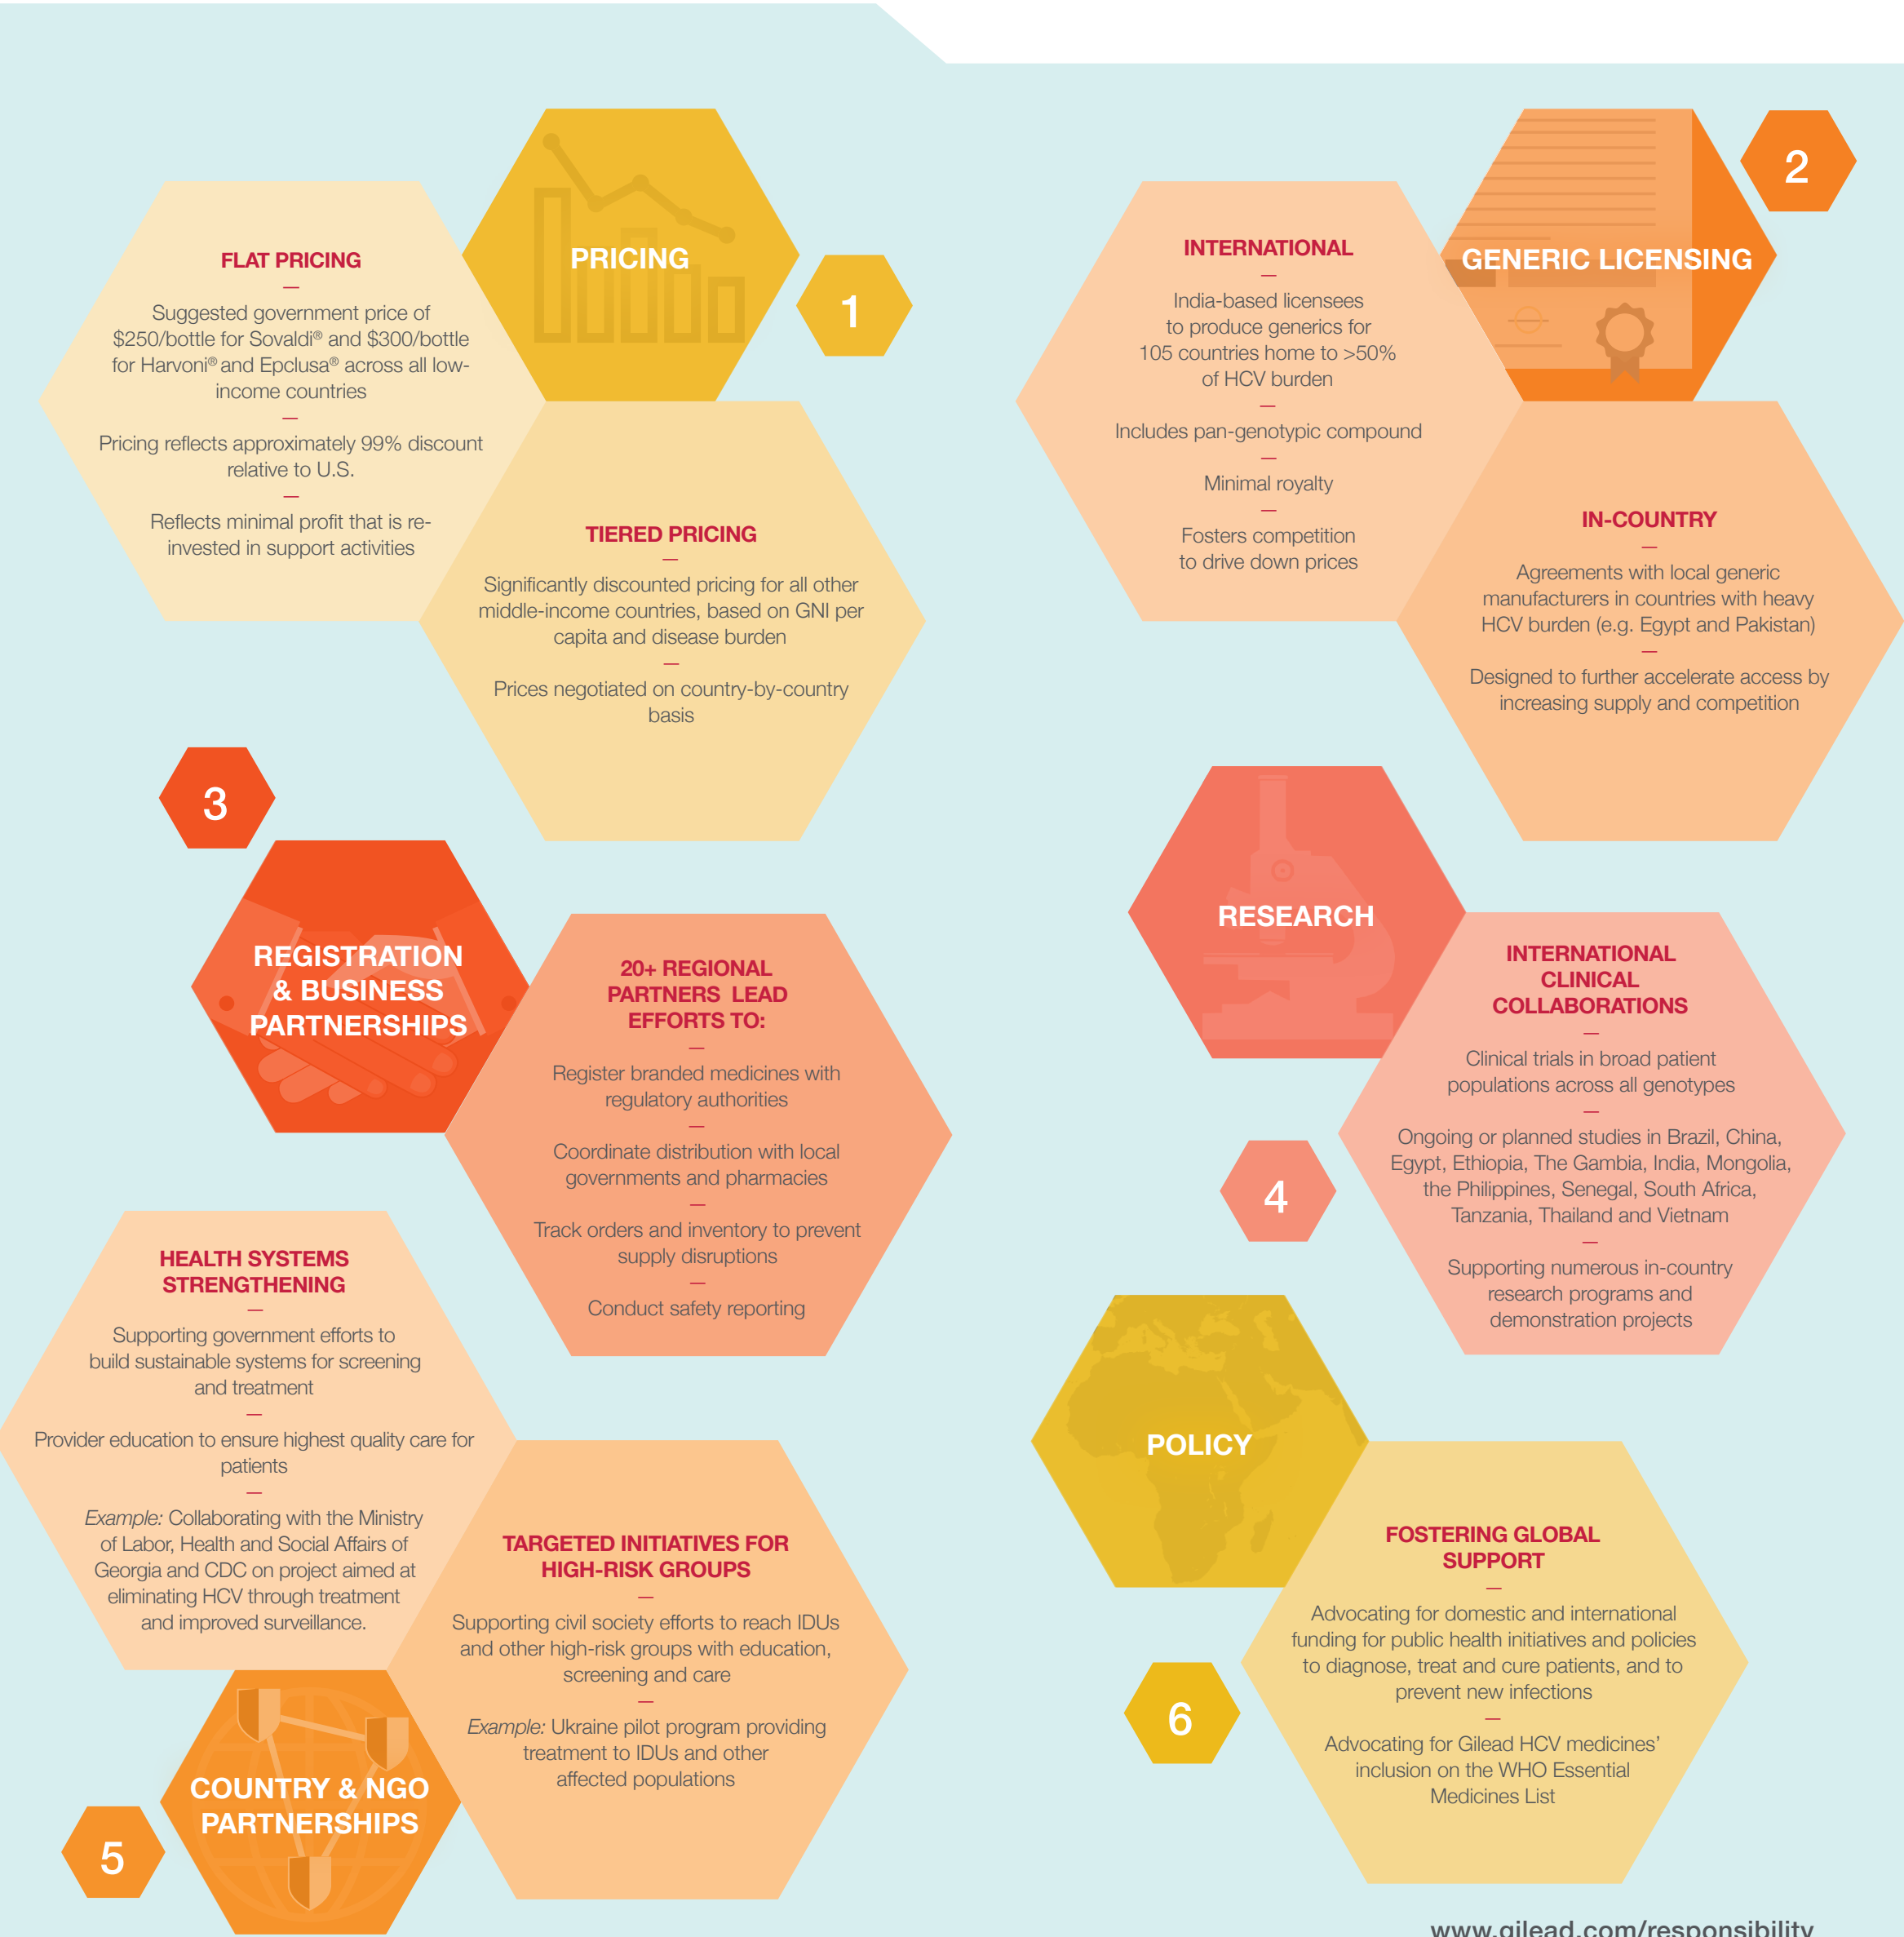 PRICING
1
FLAT PRICING
Suggested government price of
$250/bottle for Sovaldi® and $300/bottle
for Harvoni® and Epclusa® across all low-
income countries
Pricing reflects approximately 99% discount
relative to U.S.
Reflects minimal profit that is re-
invested in support activities
TIERED PRICING
Significantly discounted pricing for all other
middle-income countries, based on GNI per
capita and disease burden
Prices negotiated on country-by-country
basis
2
GENERIC LICENSING
INTERNATIONAL
India-based licensees
to produce generics for
105 countries home to >50%
of HCV burden
Includes pan-genotypic compound
Minimal royalty
Fosters competition
to drive down prices
IN-COUNTRY
Agreements with local generic
manufacturers in countries with heavy
HCV burden (e.g. Egypt and Pakistan)
Designed to further accelerate access by
increasing supply and competition
3
REGISTRATION
& BUSINESS
PARTNERSHIPS
20+ REGIONAL
PARTNERS LEAD
EFFORTS TO:
Register branded medicines with
regulatory authorities
Coordinate distribution with local
governments and pharmacies
Track orders and inventory to prevent
supply disruptions
Conduct safety reporting
RESEARCH
4
INTERNATIONAL
CLINICAL
COLLABORATIONS
Clinical trials in broad patient
populations across all genotypes
Ongoing or planned studies in Brazil, China,
Egypt, Ethiopia, The Gambia, India, Mongolia,
the Philippines, Senegal, South Africa,
Tanzania, Thailand and Vietnam
Supporting numerous in-country
research programs and
demonstration projects
HEALTH SYSTEMS
STRENGTHENING
Supporting government efforts to
build sustainable systems for screening
and treatment
Provider education to ensure highest quality care for
patients
Example: Collaborating with the Ministry
of Labor, Health and Social Affairs of
Georgia and CDC on project aimed at
eliminating HCV through treatment
and improved surveillance.
TARGETED INITIATIVES FOR
HIGH-RISK GROUPS
Supporting civil society efforts to reach IDUs
and other high-risk groups with education,
screening and care
Example: Ukraine pilot program providing
treatment to IDUs and other
affected populations
COUNTRY & NGO
PARTNERSHIPS
5
POLICY
6
FOSTERING GLOBAL
SUPPORT
Advocating for domestic and international
funding for public health initiatives and policies
to diagnose, treat and cure patients, and to
prevent new infections
Advocating for Gilead HCV medicines'
inclusion on the WHO Essential
Medicines List
www.gilead.com/responsibility